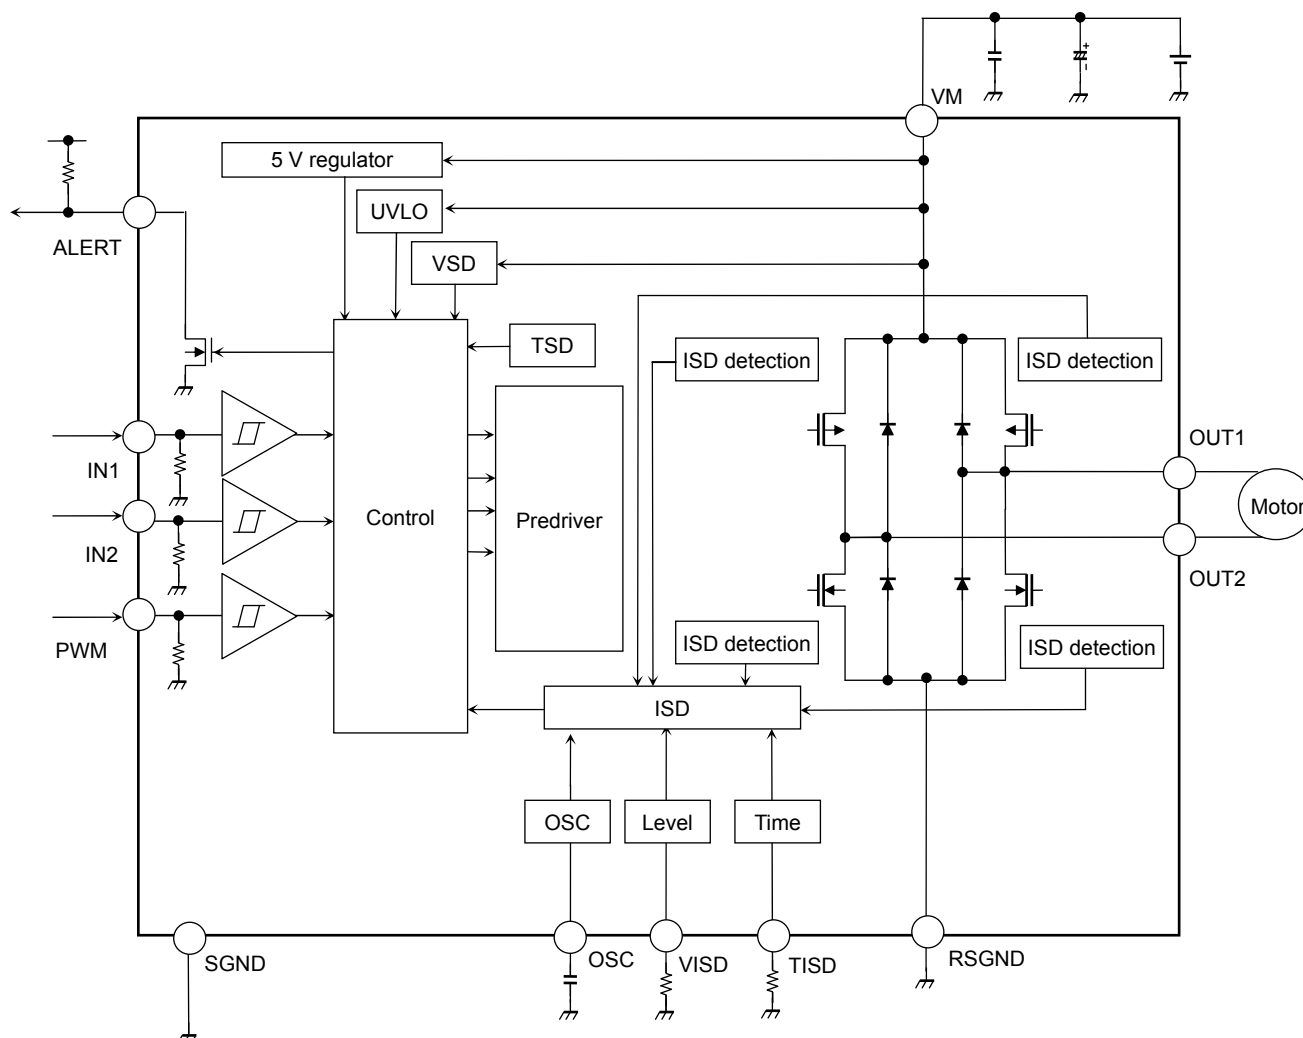 VM
5 V regulator
ALERT
UVLO
VSD
TSD
ISD detection
ISD detection
IN1
OUT1
Control
Predriver
Motor
IN2
OUT2
PWM
ISD detection
ISD detection
ISD
OSC
Level
Time
SGND
OSC
VISD
TISD
RSGND